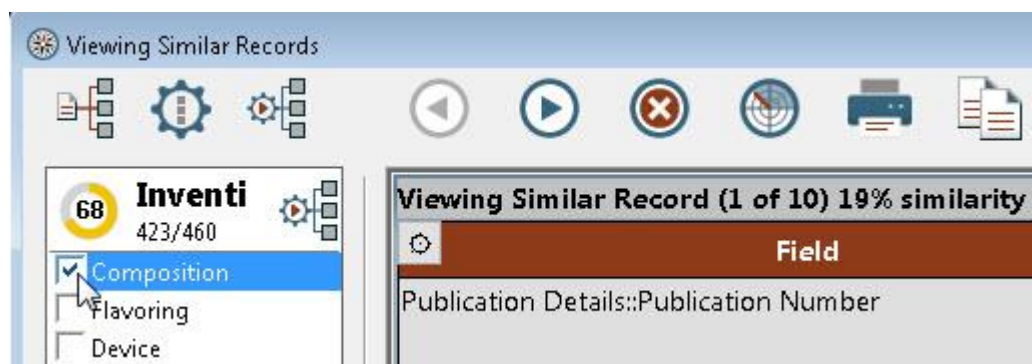 Viewing Similar Records
68
Inventi
423/460
Composition
Flavoring
Device
Viewing Similar Record (1 of 10) 19% similarity
Field
Publication Details::Publication Number